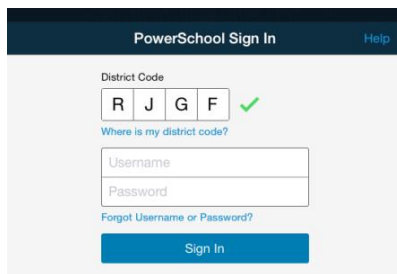 PowerSchool Sign In Help
District Code
R J G F
Where is my district code?
Username
Password
Forgot Username or Password?
Sign In